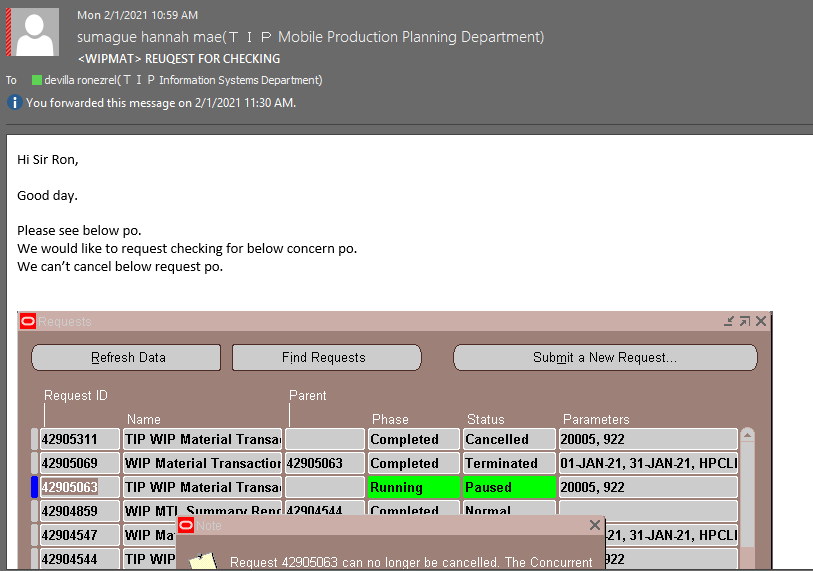 Mon 2/1/2021 10:59 AM
sumague hannah mae(ＴＩＰ Mobile Production Planning Department)
<WIPMAT> REUQEST FOR CHECKING
To devilla ronezrel(ＴＩＰ Information Systems Department)
You forwarded this message on 2/1/2021 11:30 AM.
Hi Sir Ron,
Good day.
Please see below po.
We would like to request checking for below concern po.
We can't cancel below request po.
Requests
Refresh Data Find Requests Submit a New Request...
Request ID Parent
Name Phase Status Parameters
42905311 TIP WIP Material Transa Completed Cancelled 20005, 922
42905069 WIP Material Transaction 42905063 Completed Terminated 01-JAN-21, 31-JAN-21, HPCLI
42905063 TIP WIP Material Transa Running Paused 20005, 922
42904859 WIP MTL Summary Repo 42904544 Completed Normal
42904547 WIP Ma -21, 31-JAN-21, HPCLI
42904544 TIP WIP 922
Note
Request 42905063 can no longer be cancelled. The Concurrent